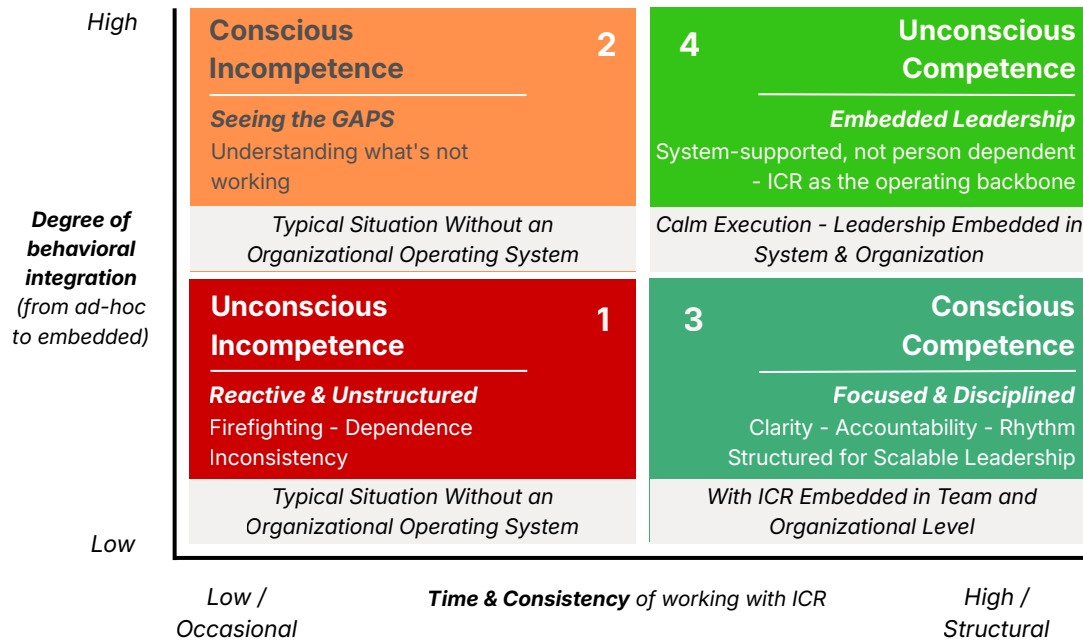 High
Conscious
Incompetence
2
Seeing the GAPS
Understanding what's not
working
Typical Situation Without an
Organizational Operating System
4
Unconscious
Competence
Embedded Leadership
System-supported, not person dependent
- ICR as the operating backbone
Calm Execution - Leadership Embedded in
System & Organization
Degree of
behavioral
integration
(from ad-hoc
to embedded)
Unconscious
Incompetence
1
Reactive & Unstructured
Firefighting - Dependence
Inconsistency
Typical Situation Without an
Organizational Operating System
3
Conscious
Competence
Focused & Disciplined
Clarity - Accountability - Rhythm
Structured for Scalable Leadership
With ICR Embedded in Team and
Organizational Level
Low
Low /
Occasional
Time & Consistency of working with ICR
High /
Structural